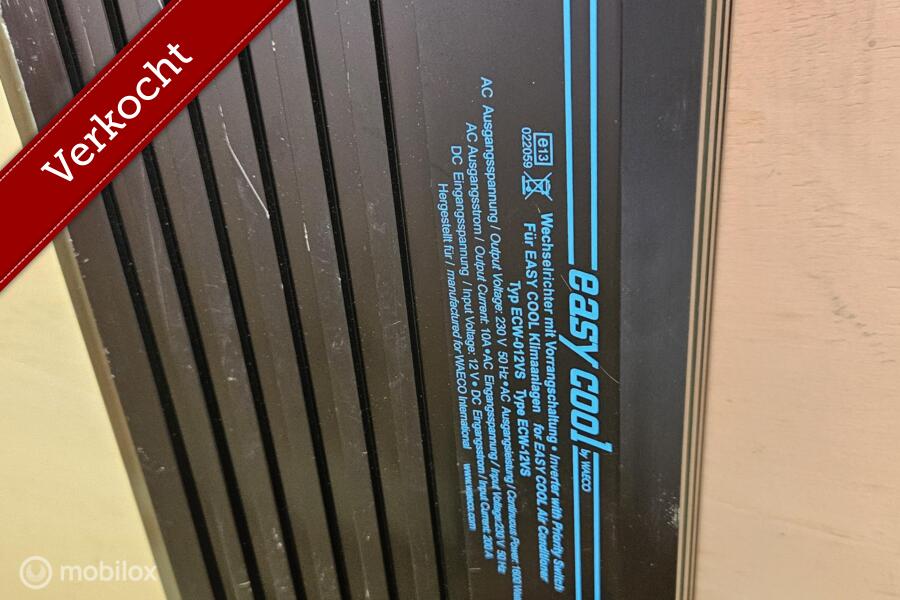 Verkocht
easy cool
by WAECO
Wechselrichter mit Vorrangschaltung • Inverter with Priority Switch
Für EASY COOL Klimaanlagen for EASY COOL Air Conditioner
Typ ECW-012VS Type ECW-12VS
e13
022059
AC Ausgangsspannung / Output Voltage: 230 V 50 Hz • AC Ausgangsleistung / Continuous Power: 1600 Wa
AC Ausgangsstrom / Output Current: 10A • AC Eingangsspannung / Input Voltage: 230 V 50 Hz
DC Eingangsspannung / Input Voltage: 12 V • DC Eingangsstrom / Input Current: 200 A
Hergestellt für / manufactured for WAECO International www.waeco.com
mobilox